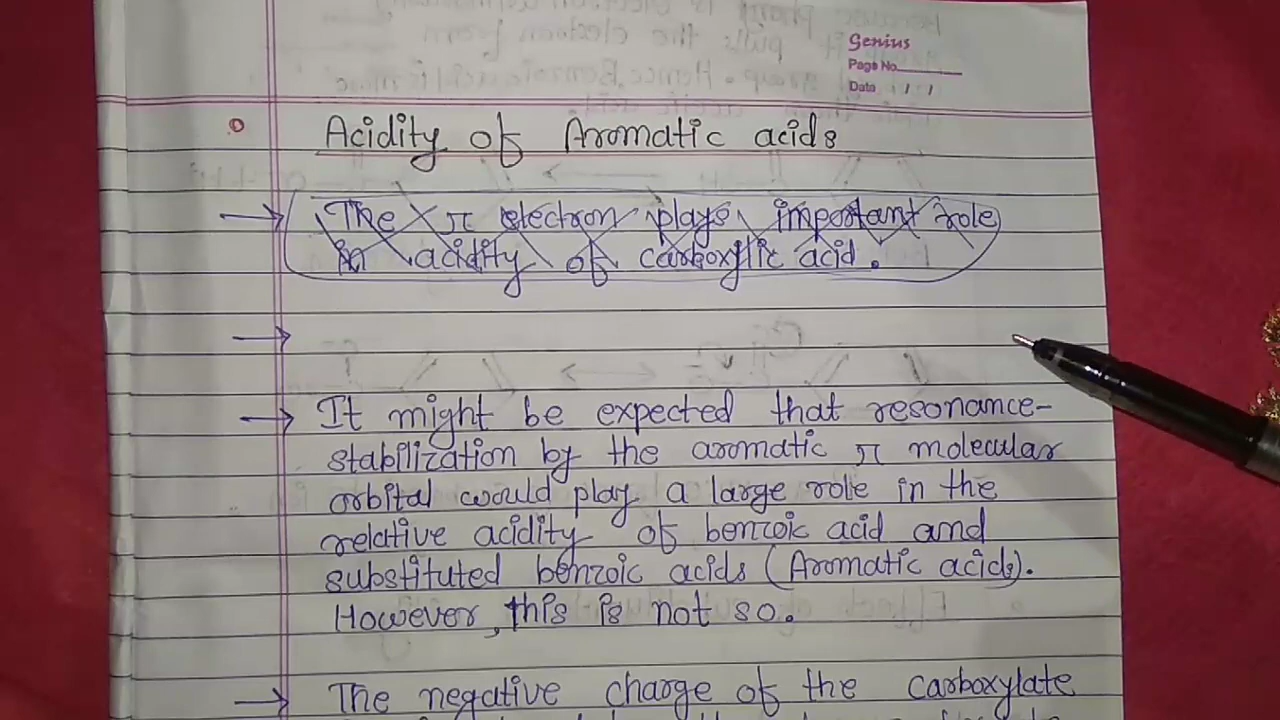 Genius
Page No.
Date / /
Acidity of Aromatic acids
→ The π electron plays important role
in acidity of carboxylic acid.
→
→ It might be expected that resonance-
stabilization by the aromatic π molecular
orbital would play a large role in the
relative acidity of benzoic acid and
substituted benzoic acids (Aromatic acids).
However, this is not so.
→ The negative charge of the carboxylate